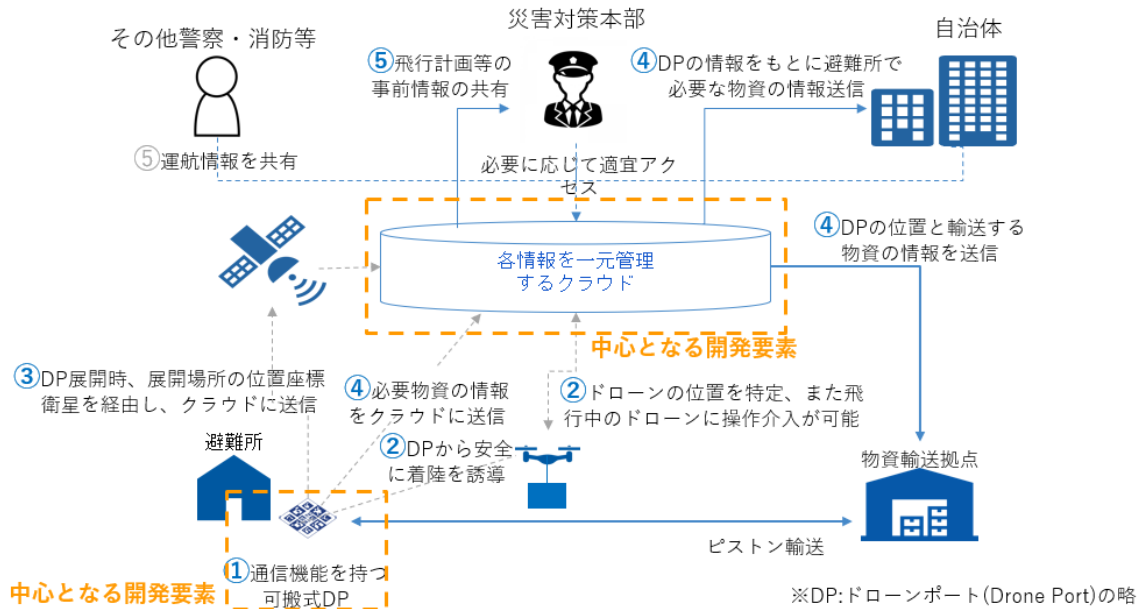 災害対策本部
その他警察・消防等
自治体
⑤飛行計画等の
事前情報の共有
④DPの情報をもとに避難所で
必要な物資の情報送信
⑤運航情報を共有
必要に応じて適宜アク
セス
④DPの位置と輸送する
物資の情報を送信
各情報を一元管理
するクラウド
中心となる開発要素
③DP展開時、展開場所の位置座標
衛星を経由し、クラウドに送信
④必要物資の情報
をクラウドに送信
②ドローンの位置を特定、また飛
行中のドローンに操作介入が可能
避難所
②DPから安全
に着陸を誘導
物資輸送拠点
ピストン輸送
①通信機能を持つ
可搬式DP
中心となる開発要素
※DP:ドローンポート(Drone Port)の略